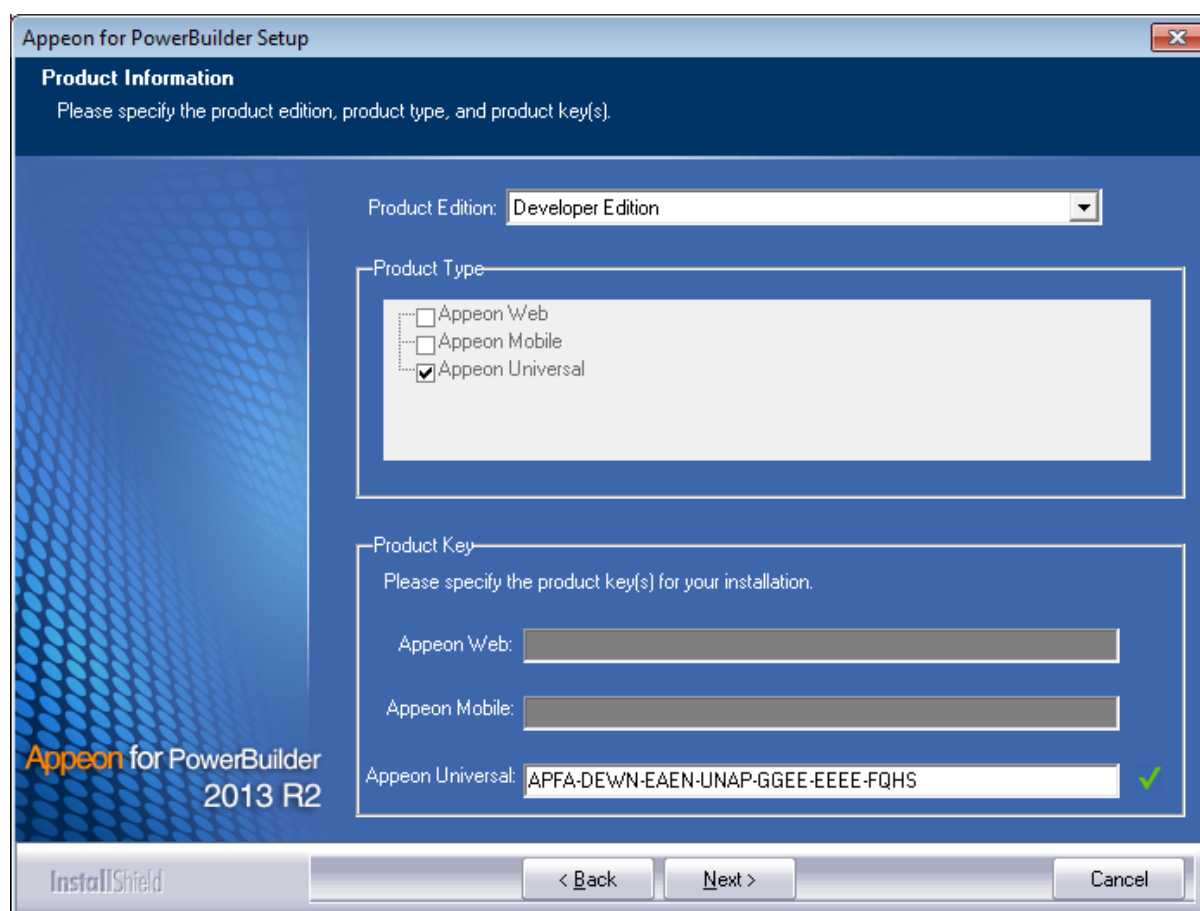 Appeon for PowerBuilder Setup
Product Information
Please specify the product edition, product type, and product key(s).
Product Edition: Developer Edition
Product Type
Appeon Web
Appeon Mobile
Appeon Universal
Product Key
Please specify the product key(s) for your installation.
Appeon Web:
Appeon Mobile:
Appeon Universal: APFA-DEWN-EAEN-UNAP-GGEE-EEEE-FQHS
Appeon for PowerBuilder
2013 R2
InstallShield
< Back Next > Cancel